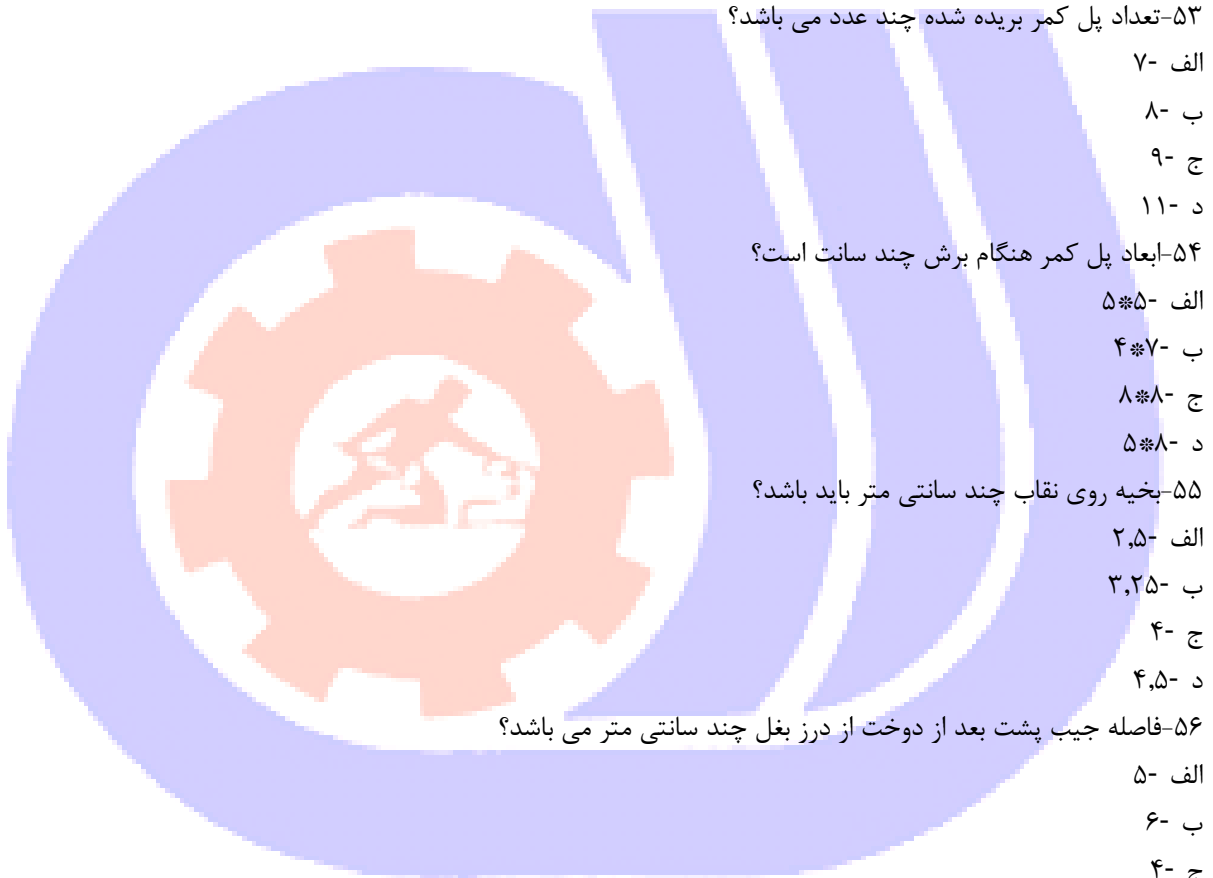 ۵۳-تعداد پل کمر بریده شده چند عدد می باشد؟
الف -۷
ب -۸
ج -۹
د -۱۱
۵۴-ابعاد پل کمر هنگام برش چند سانت است؟
الف -۵*۵
ب -۷*۴
ج -۸*۸
د -۸*۵
۵۵-بخیه روی نقاب چند سانتی متر باید باشد؟
الف -۲,۵
ب -۳,۲۵
ج -۴
د -۴,۵
۵۶-فاصله جیب پشت بعد از دوخت از درز بغل چند سانتی متر می باشد؟
الف -۵
ب -۶
ج -۴